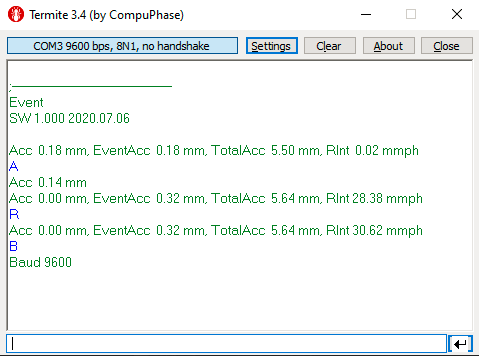 Termite 3.4 (by CompuPhase)
COM3 9600 bps, 8N1, no handshake
Settings
Clear
About
Close
;
Event
SW 1.000 2020.07.06
Acc 0.18 mm, EventAcc 0.18 mm, TotalAcc 5.50 mm, RInt 0.02 mmph
A
Acc 0.14 mm
Acc 0.00 mm, EventAcc 0.32 mm, TotalAcc 5.64 mm, RInt 28.38 mmph
R
Acc 0.00 mm, EventAcc 0.32 mm, TotalAcc 5.64 mm, RInt 30.62 mmph
B
Baud 9600